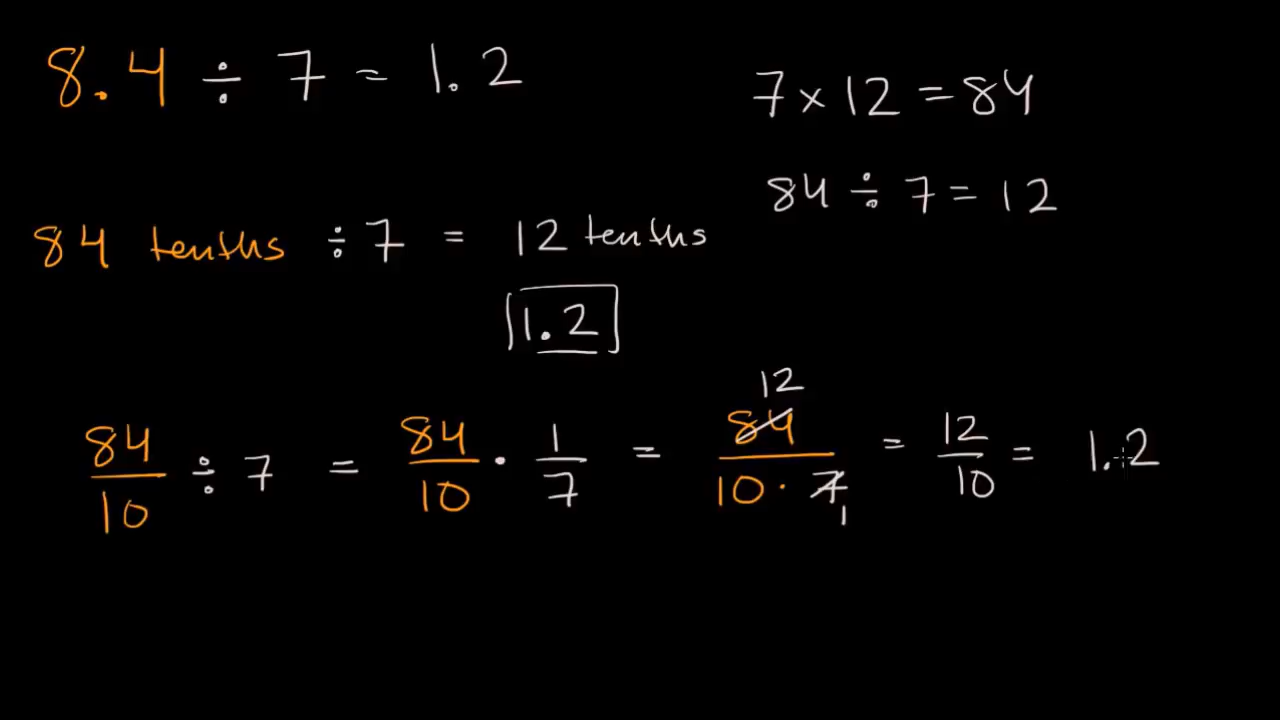 8.4 ÷ 7 = 1.2
7 × 12 = 84
84 ÷ 7 = 12
84 tenths ÷ 7 = 12 tenths
1.2
84/10 ÷ 7 = 84/10 · 1/7 = 84/(10 · 7) = 12/10 = 1.2
12
1